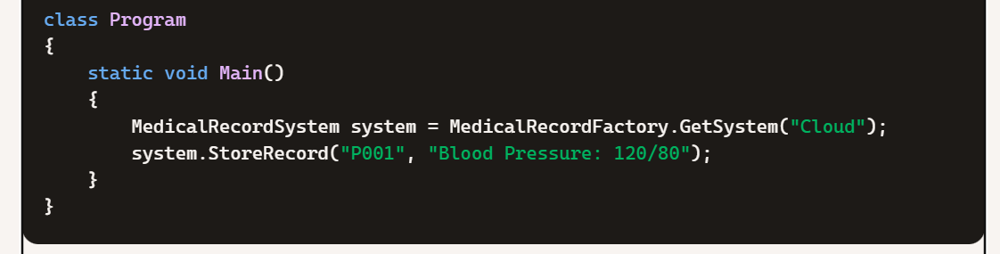 class Program
{
    static void Main()
    {
        MedicalRecordSystem system = MedicalRecordFactory.GetSystem("Cloud");
        system.StoreRecord("P001", "Blood Pressure: 120/80");
    }
}